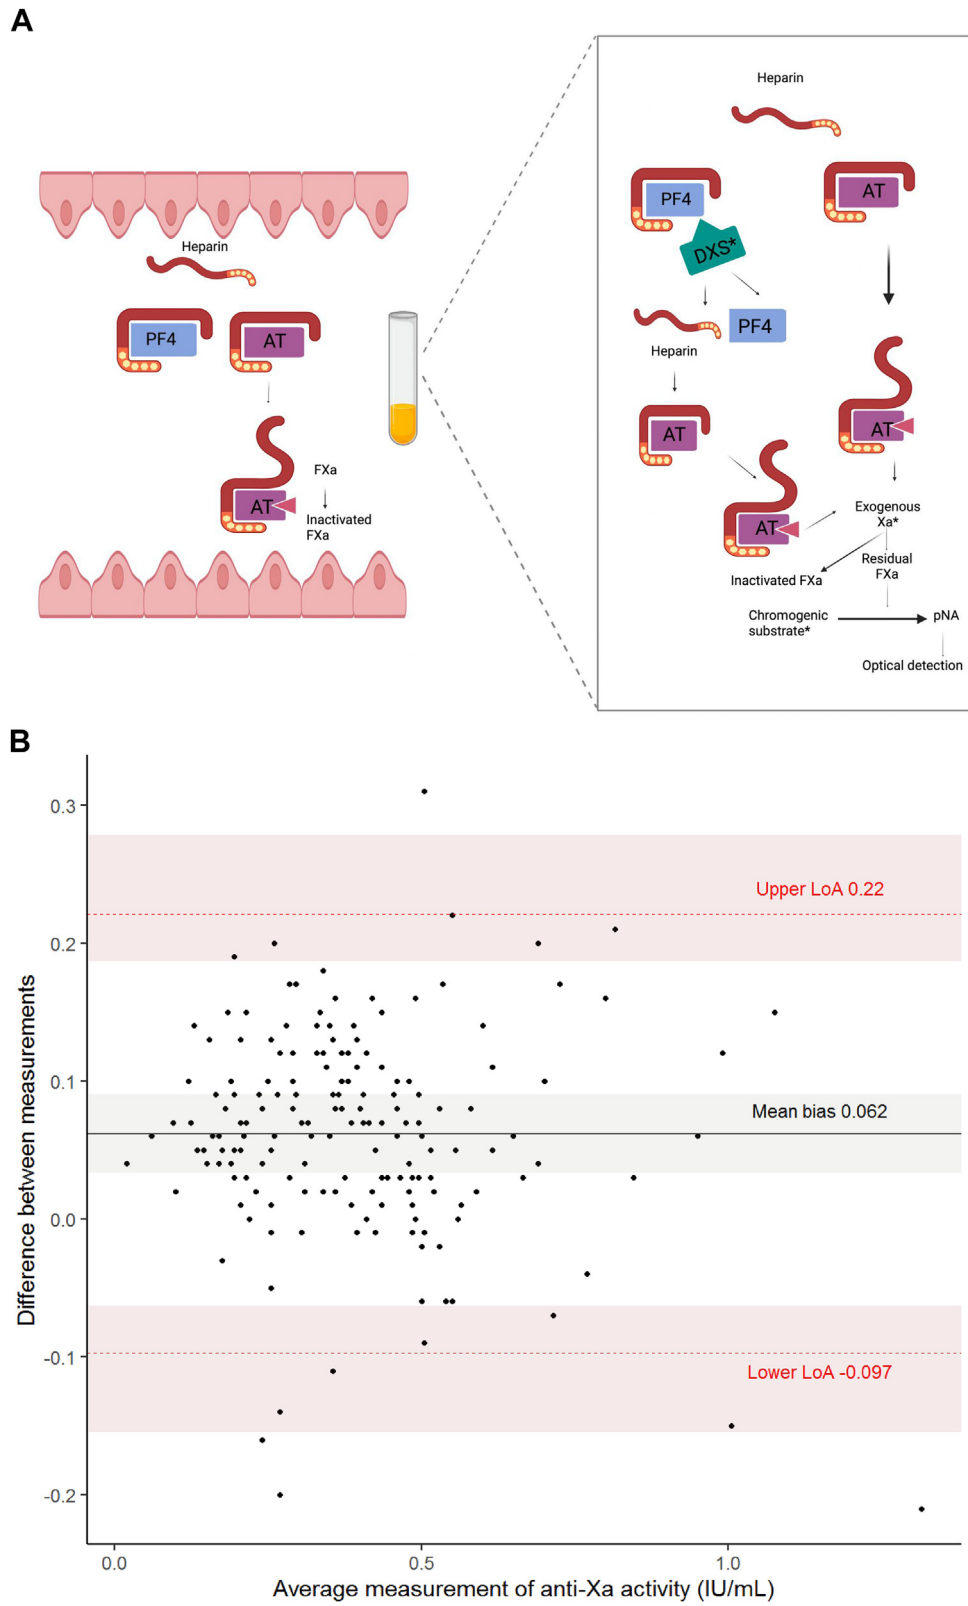 A
Heparin
PF4
AT
FXa
AT
Inactivated
FXa
Heparin
PF4
AT
DXS*
PF4
Heparin
AT
AT
AT
Exogenous
Xa*
Inactivated FXa
Residual
FXa
Chromogenic
substrate*
pNA
Optical detection
B
Difference between measurements
0.3
0.2
0.1
0.0
-0.1
-0.2
Upper LoA 0.22
Mean bias 0.062
Lower LoA -0.097
0.0
0.5
1.0
Average measurement of anti-Xa activity (IU/mL)